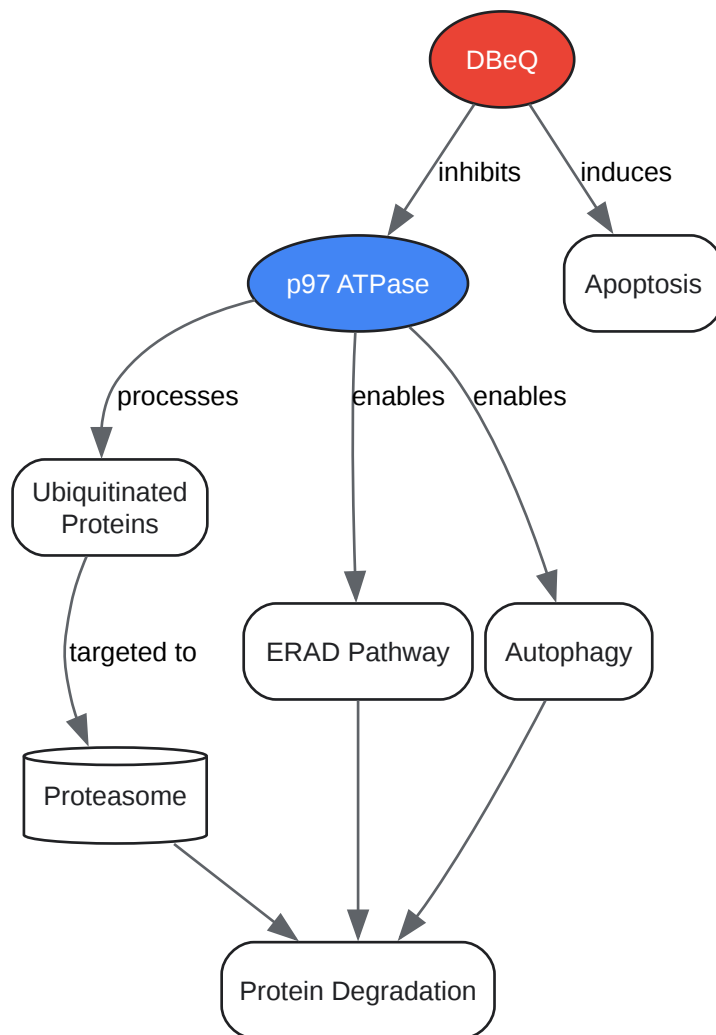 DBeQ
inhibits
induces
p97 ATPase
Apoptosis
processes
enables
enables
Ubiquitinated
Proteins
targeted to
ERAD Pathway
Autophagy
Proteasome
Protein Degradation